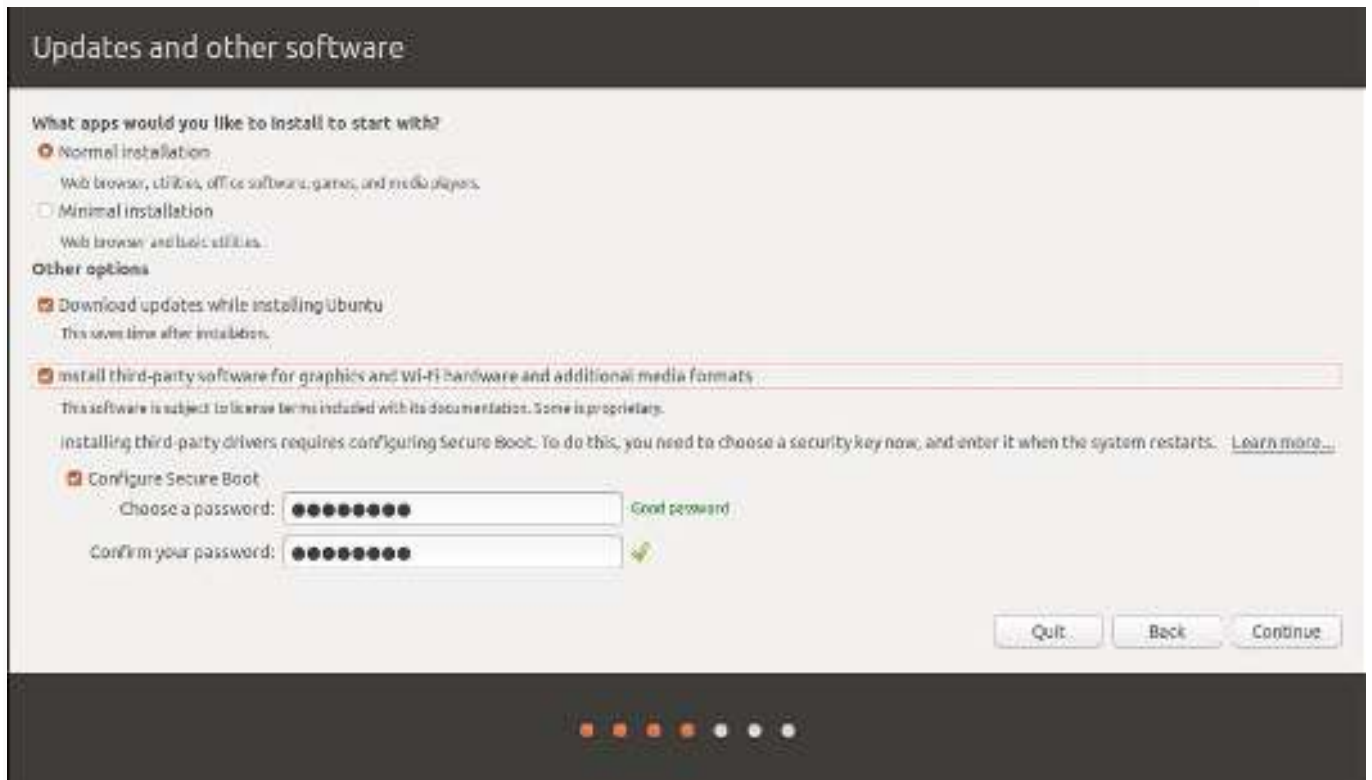 Updates and other software
What apps would you like to install to start with?
Normal installation
Web browser, utilities, office software, games, and media players.
Minimal installation
Web browser and basic utilities.
Other options
Download updates while installing Ubuntu
This saves time after installation.
Install third-party software for graphics and Wi-Fi hardware and additional media formats
This software is subject to license terms included with its documentation. Some is proprietary.
Installing third-party drivers requires configuring Secure Boot. To do this, you need to choose a security key now, and enter it when the system restarts. Learn more...
Configure Secure Boot
Choose a password: ●●●●●●●● Good password
Confirm your password: ●●●●●●●●
Quit Back Continue